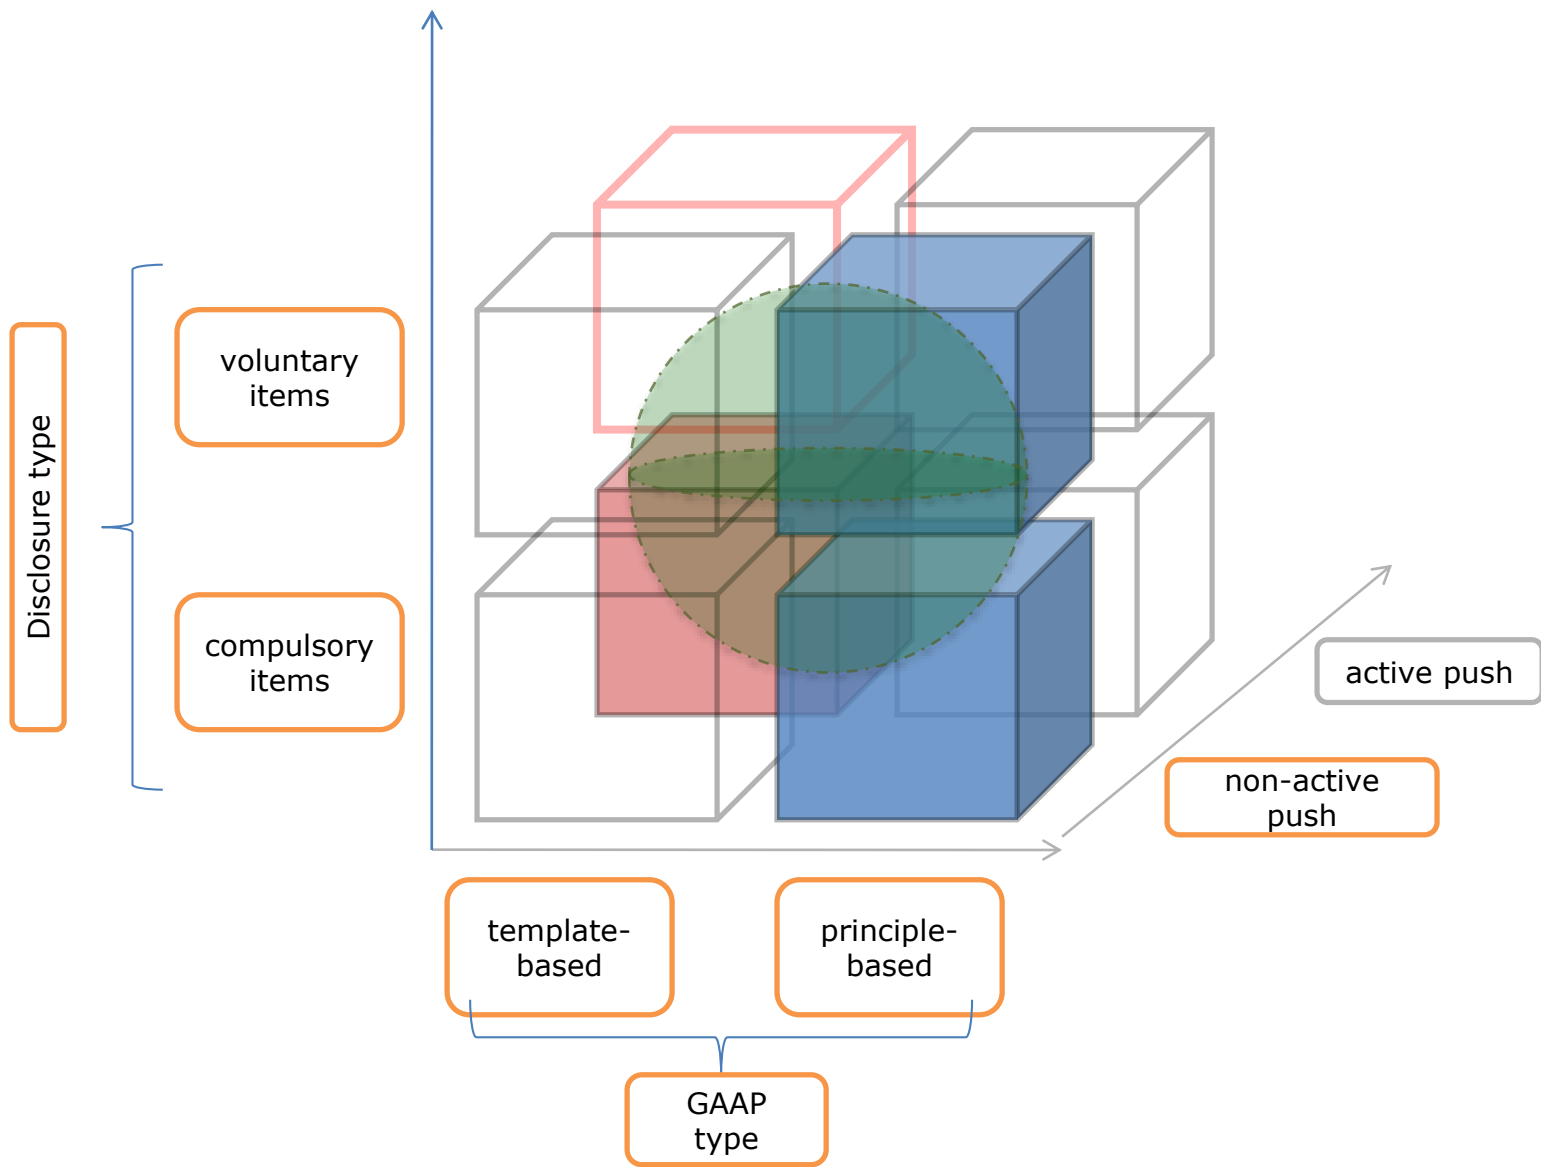 Disclosure type
voluntary
items
compulsory
items
active push
non-active
push
template-
based
principle-
based
GAAP
type